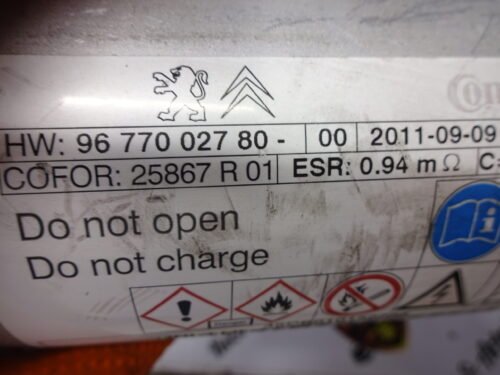 HW: 96 770 027 80 - 00 2011-09-09
COFOR: 25867 R 01 ESR: 0.94 mΩ C:
Do not open
Do not charge